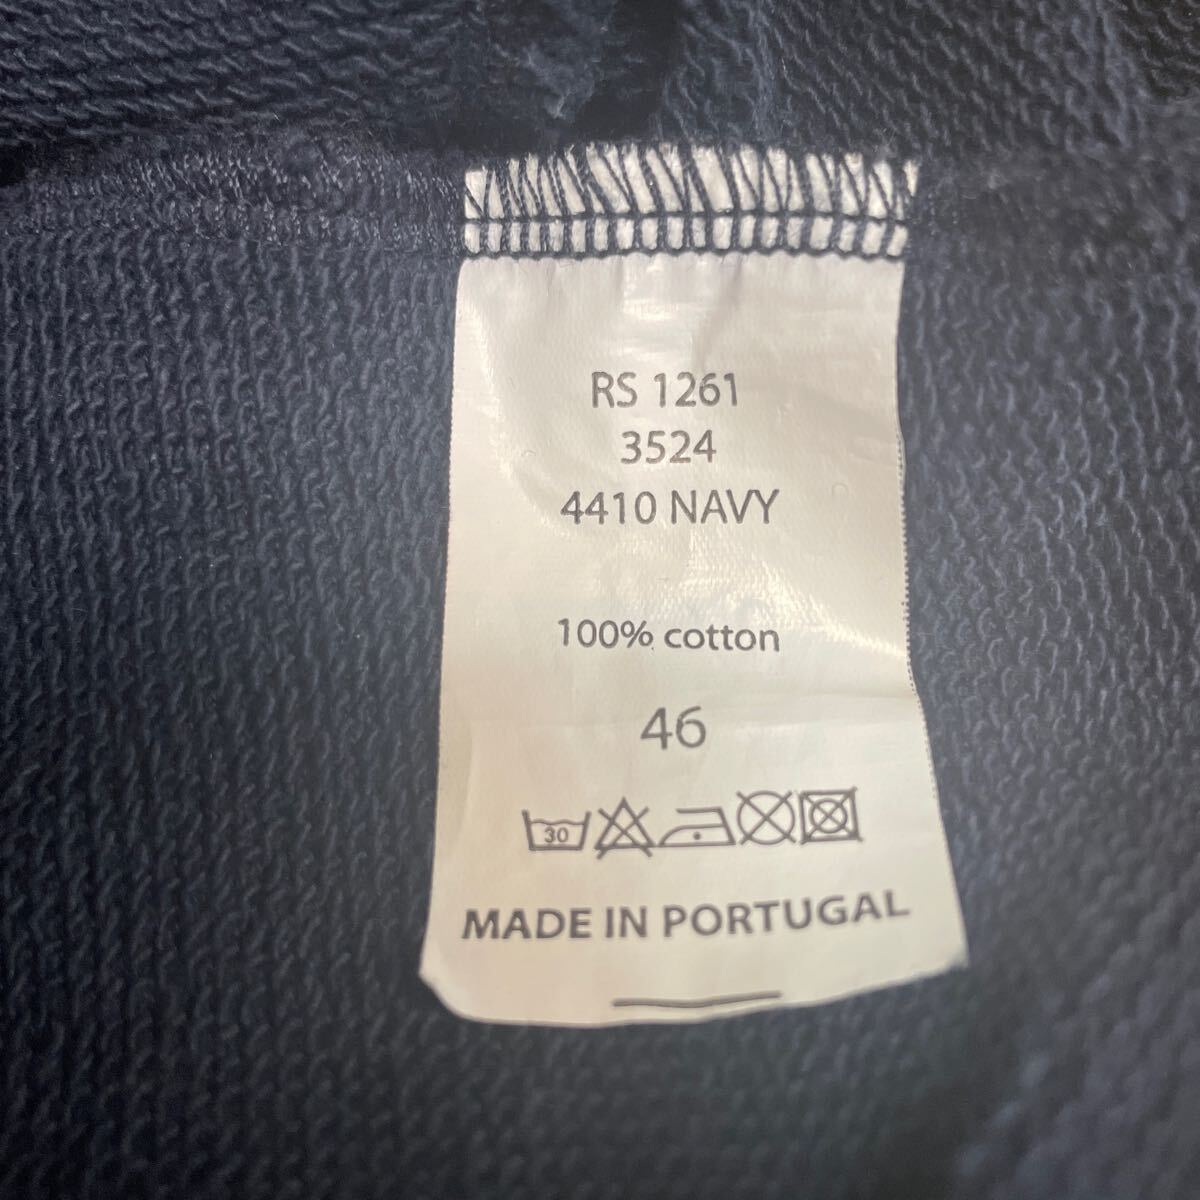 RS 1261
3524
4410 NAVY
100% cotton
46
30
MADE IN PORTUGAL